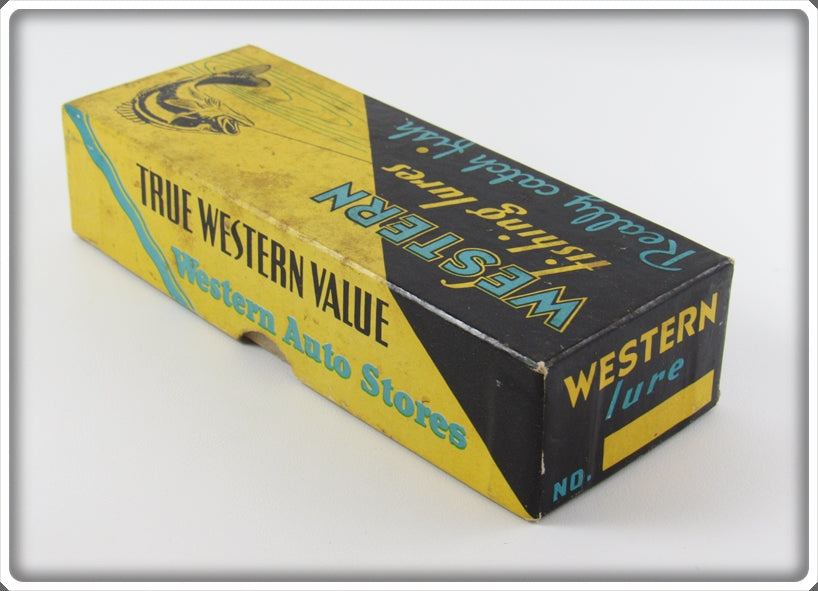 WESTERN
fishing lures
Really catch fish
TRUE WESTERN VALUE
Western Auto Stores
WESTERN
lure
NO.